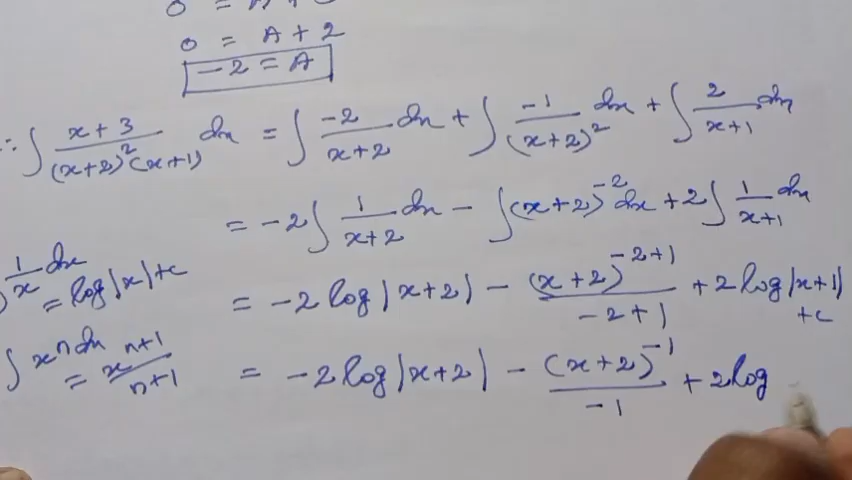 0 = A + 2
-2 = A
∴ ∫ x+3 / (x+2)²(x+1) dx = ∫ -2 / x+2 dx + ∫ -1 / (x+2)² dx + ∫ 2 / x+1 dx
= -2 ∫ 1 / x+2 dx - ∫ (x+2)⁻² dx + 2 ∫ 1 / x+1 dx
∫ 1/x dx = log|x|+c
= -2 log|x+2| - (x+2)⁻²⁺¹ / -2+1 + 2 log|x+1| + c
∫ xⁿ dx = xⁿ⁺¹ / n+1
= -2 log|x+2| - (x+2)⁻¹ / -1 + 2 log